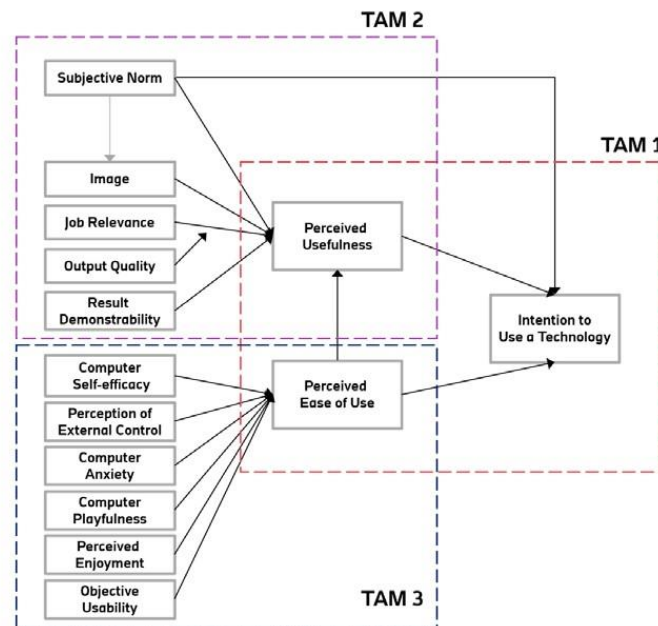 TAM 2
Subjective Norm
TAM 1
Image
Job Relevance
Perceived
Usefulness
Output Quality
Result
Demonstrability
Intention to
Use a Technology
Computer
Self-efficacy
Perceived
Ease of Use
Perception of
External Control
Computer
Anxiety
Computer
Playfulness
Perceived
Enjoyment
Objective
Usability
TAM 3